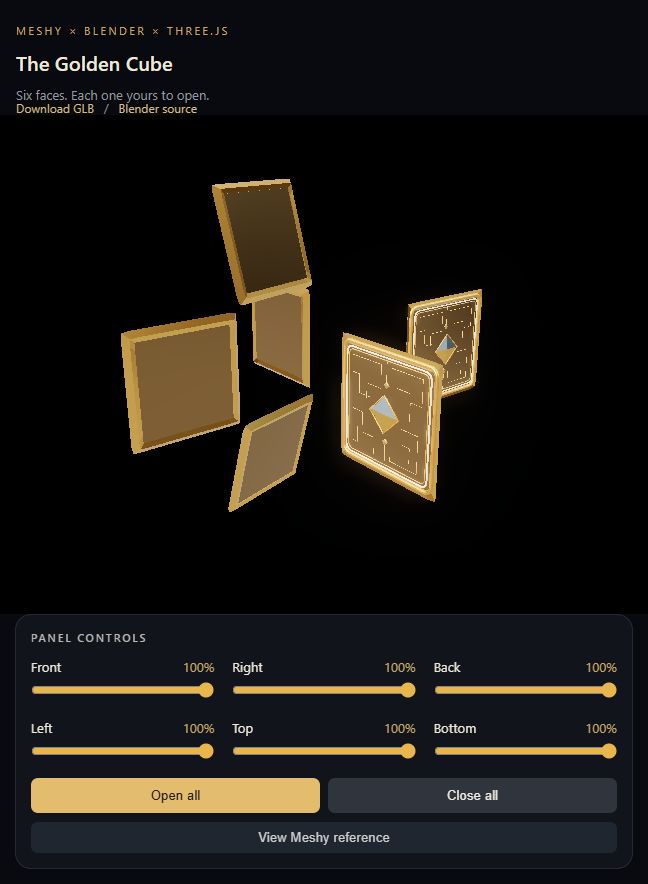 MESHY × BLENDER × THREE.JS
The Golden Cube
Six faces. Each one yours to open.
Download GLB / Blender source
PANEL CONTROLS
Front 100% Right 100% Back 100%
Left 100% Top 100% Bottom 100%
Open all Close all
View Meshy reference